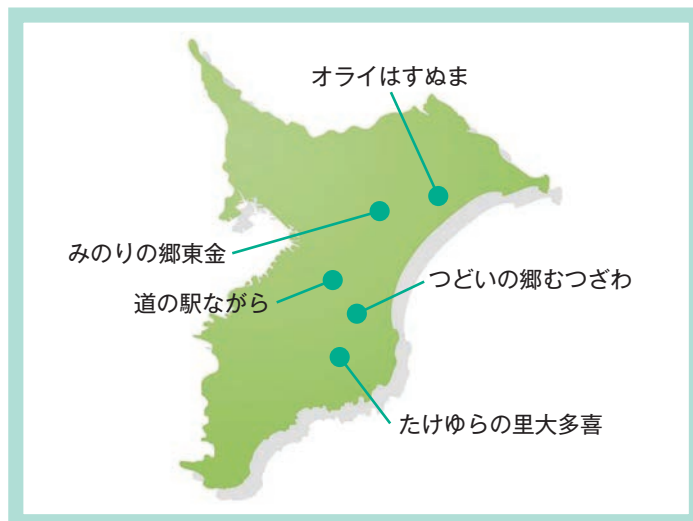 オライはすぬま
みのりの郷東金
つどいの郷むつざわ
道の駅ながら
たけゆらの里大多喜